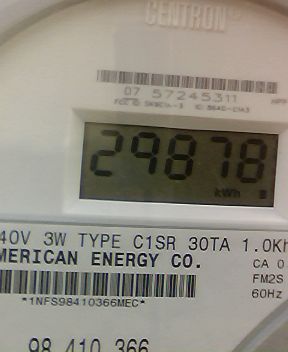 CENTRON®
07 57245311
29878
kWh
40V 3W TYPE C1SR 30TA 1.0Kh
MERICAN ENERGY CO.
CA 0
FM2S
60Hz
*1NFS98410366MEC*
98 410 366